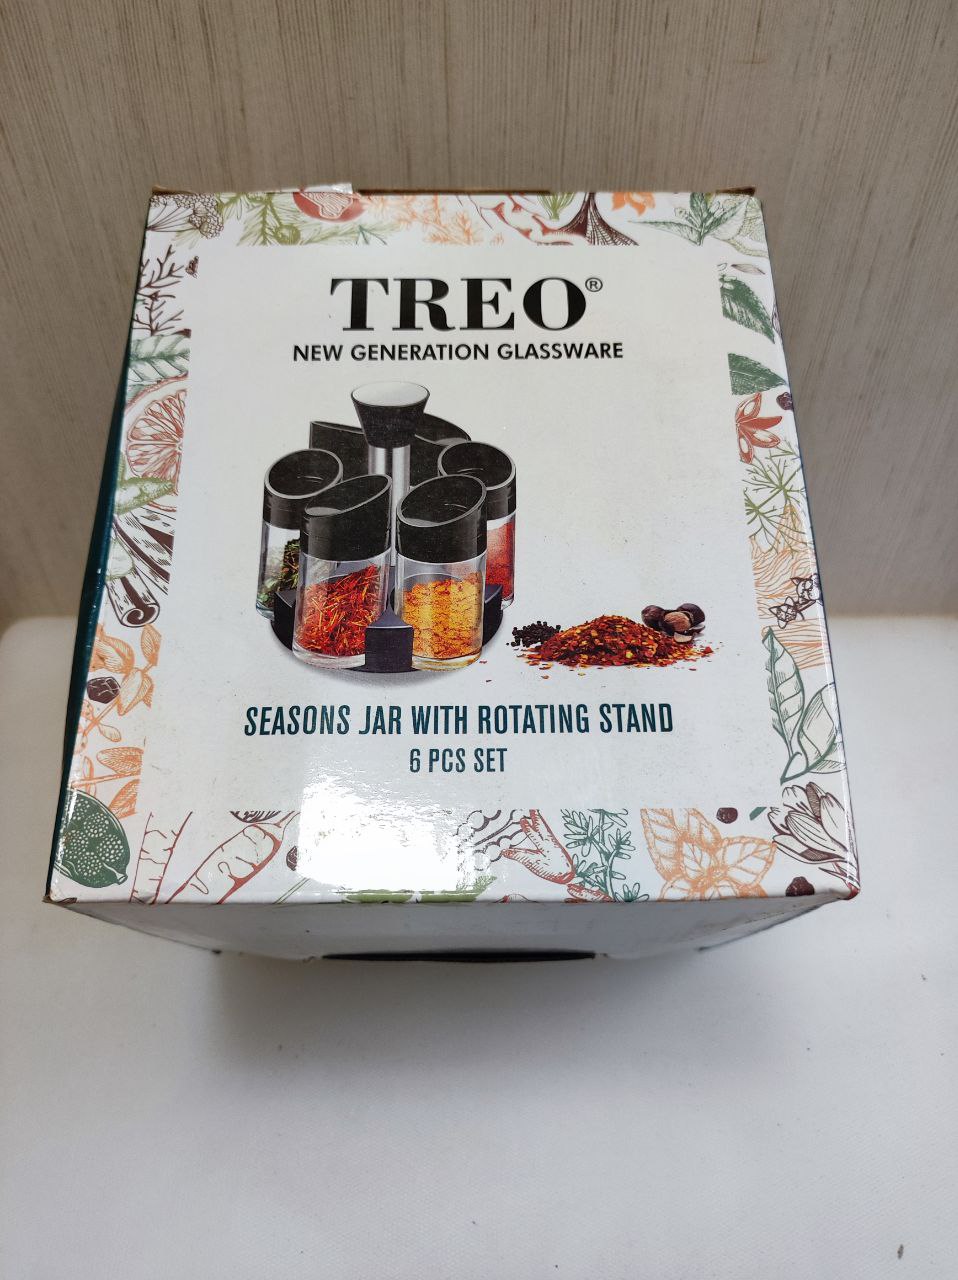 TREO®
NEW GENERATION GLASSWARE
SEASONS JAR WITH ROTATING STAND
6 PCS SET